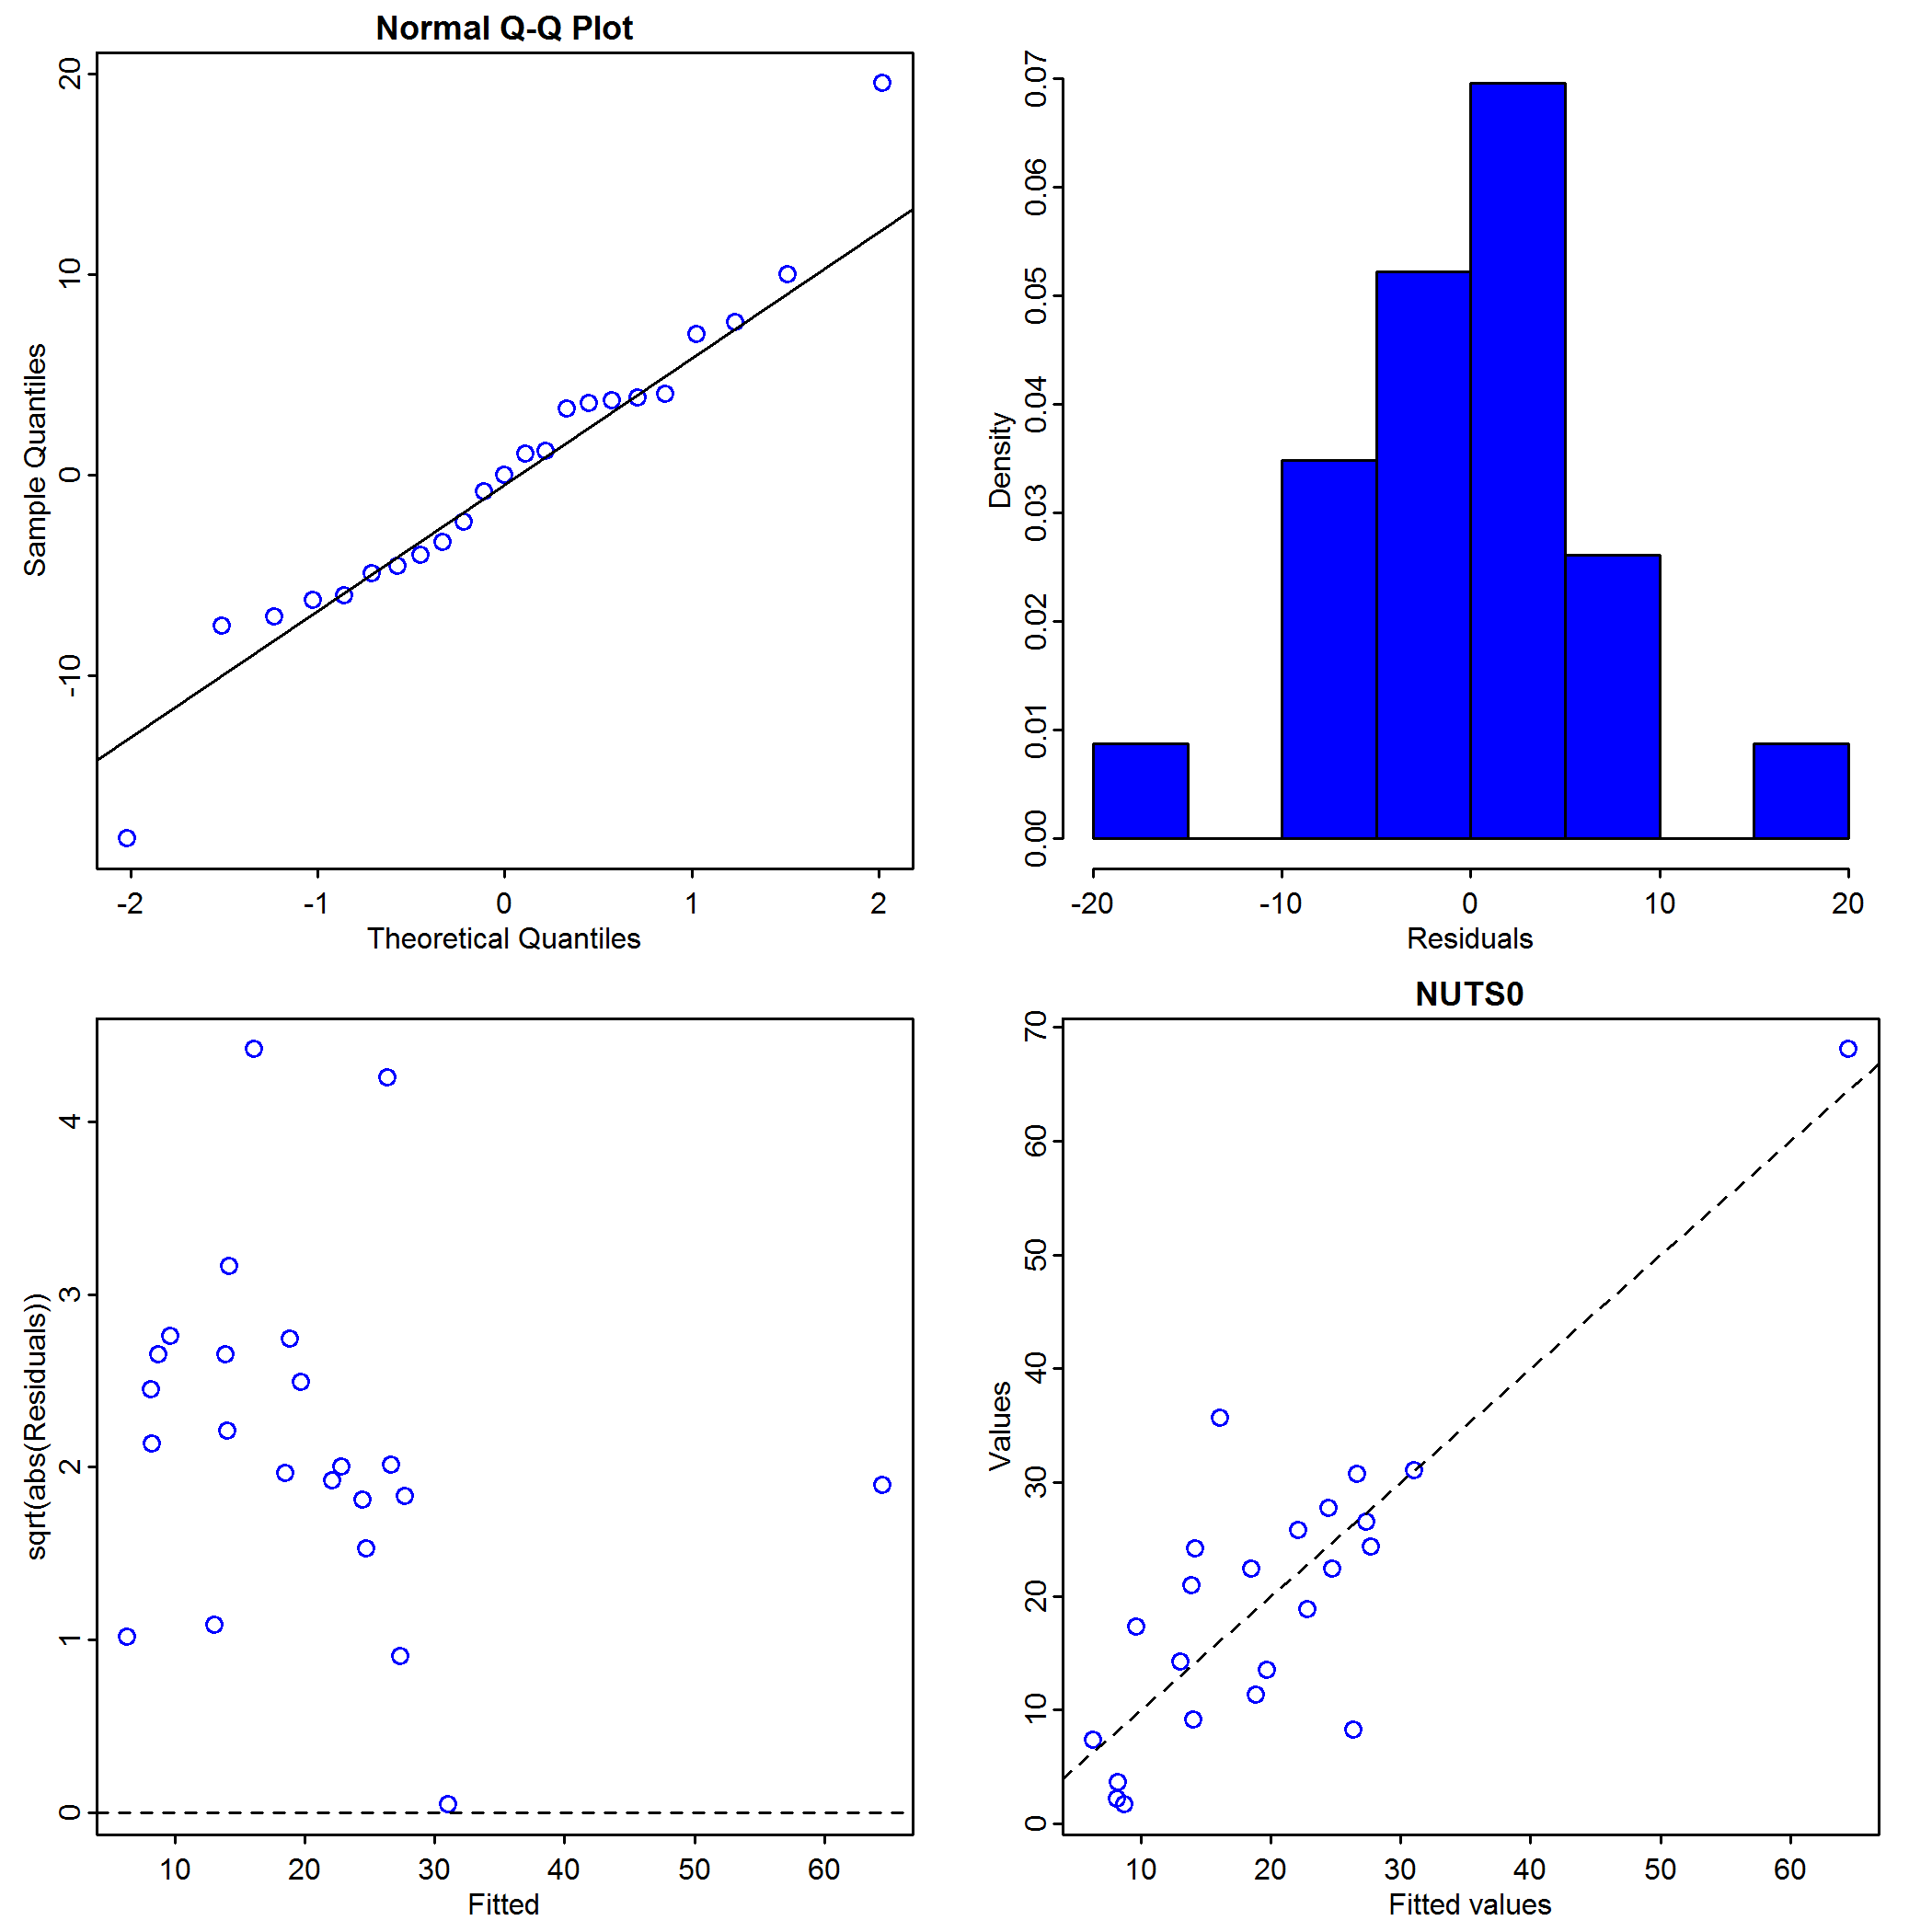 Normal Q-Q Plot
Sample Quantiles
20
10
0
-10
-2 -1 0 1 2
Theoretical Quantiles
Density
0.07
0.06
0.05
0.04
0.03
0.02
0.01
0.00
-20 -10 0 10 20
Residuals
sqrt(abs(Residuals))
4
3
2
1
0
10 20 30 40 50 60
Fitted
NUTS0
Values
70
60
50
40
30
20
10
0
10 20 30 40 50 60
Fitted values